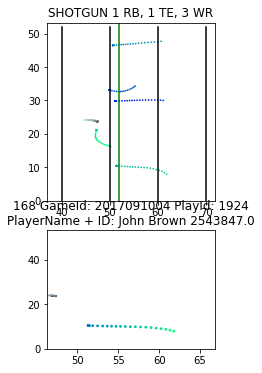 SHOTGUN 1 RB, 1 TE, 3 WR
50
40
30
20
10
0
40 50 60 70
168 GameId: 2017091004 PlayId: 1924
PlayerName + ID: John Brown 2543847.0
40
20
0
50 55 60 65